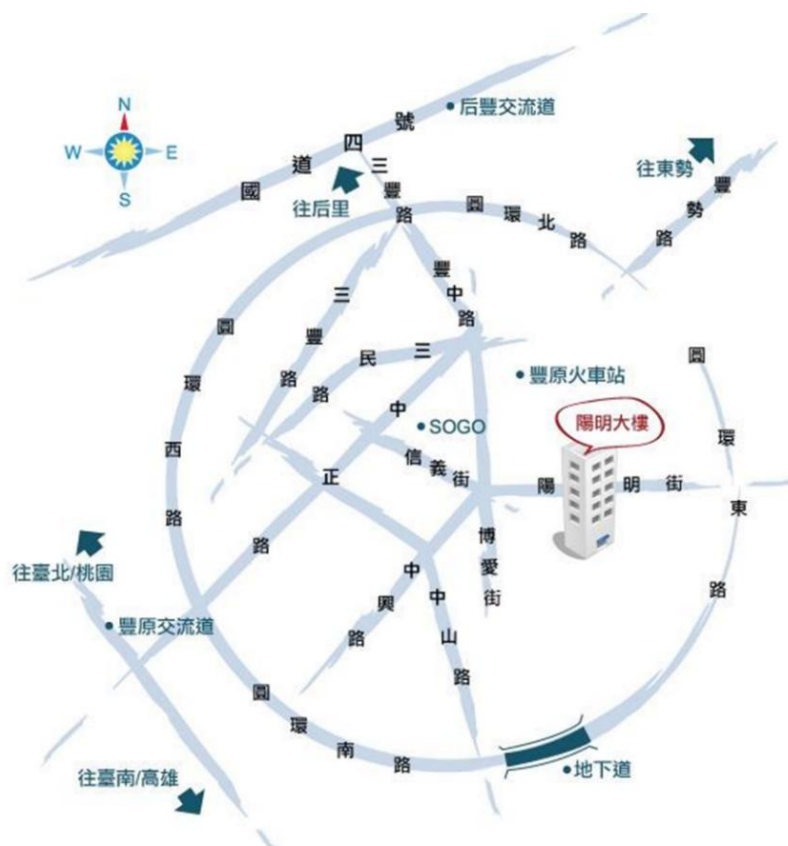 N
W E
S
后豐交流道
國道四號
往后里
三豐路
圓環北路
往東勢
豐勢路
豐中路
三豐路
三民路
圓環西路
豐原火車站
圓環東路
SOGO
陽明大樓
信義街
陽明街
中正路
博愛街
往臺北/桃園
豐原交流道
中興路
中山路
圓環南路
往臺南/高雄
地下道